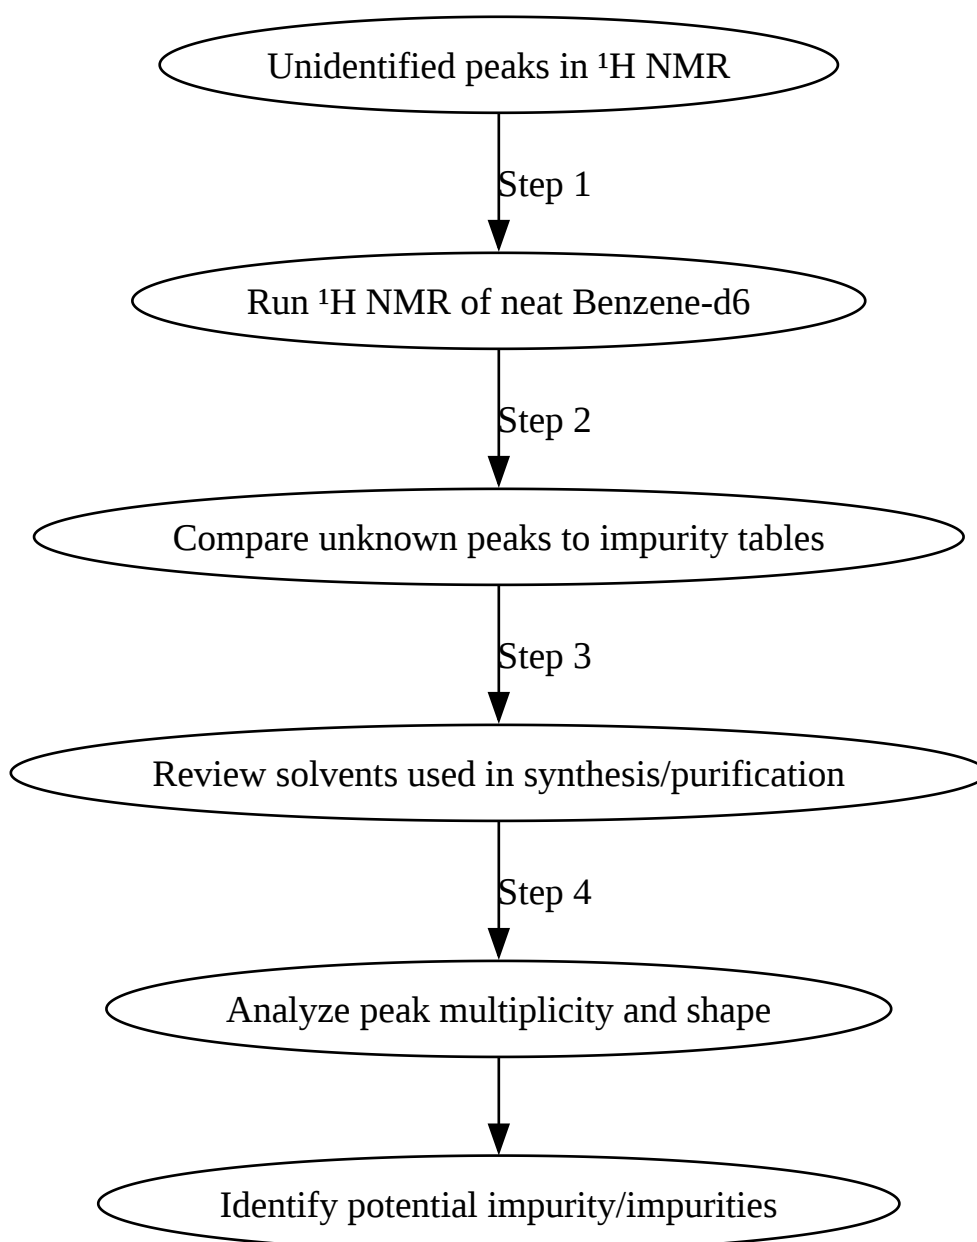 Unidentified peaks in ¹H NMR
Step 1
Run ¹H NMR of neat Benzene-d6
Step 2
Compare unknown peaks to impurity tables
Step 3
Review solvents used in synthesis/purification
Step 4
Analyze peak multiplicity and shape
Identify potential impurity/impurities